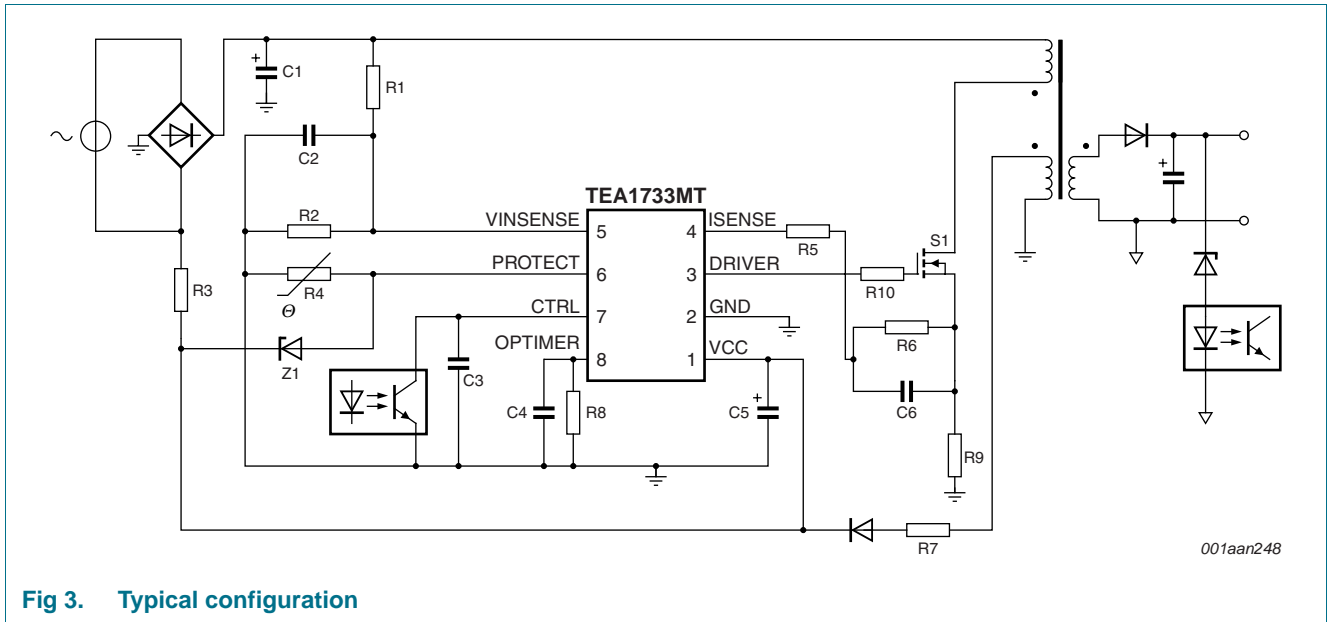 C1
R1
C2
TEA1733MT
R2
VINSENSE
5
4
ISENSE
R5
S1
PROTECT
6
3
DRIVER
R3
R4
Θ
R10
CTRL
7
2
GND
Z1
OPTIMER
8
1
VCC
R6
C3
C4
R8
C5
C6
R9
R7
001aan248
Fig 3. Typical configuration